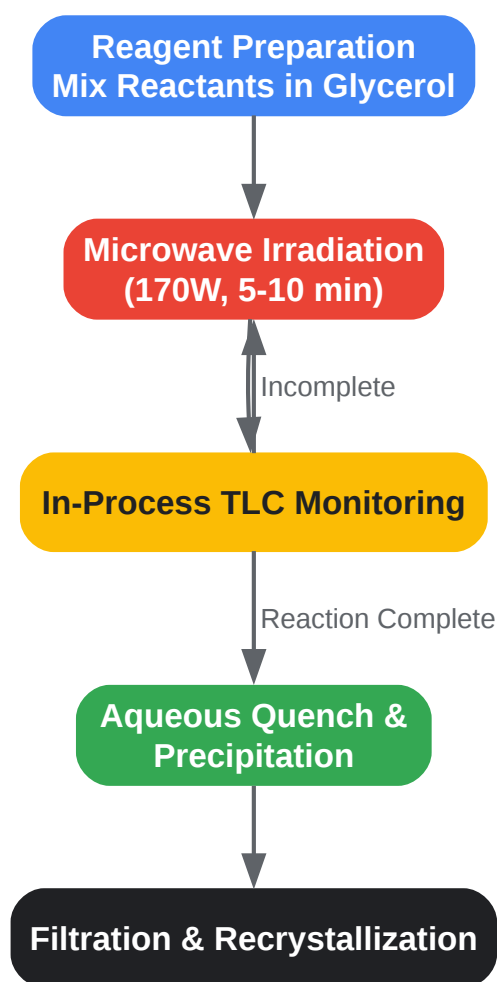 Reagent Preparation
Mix Reactants in Glycerol
Microwave Irradiation
(170W, 5-10 min)
Incomplete
In-Process TLC Monitoring
Reaction Complete
Aqueous Quench &
Precipitation
Filtration & Recrystallization